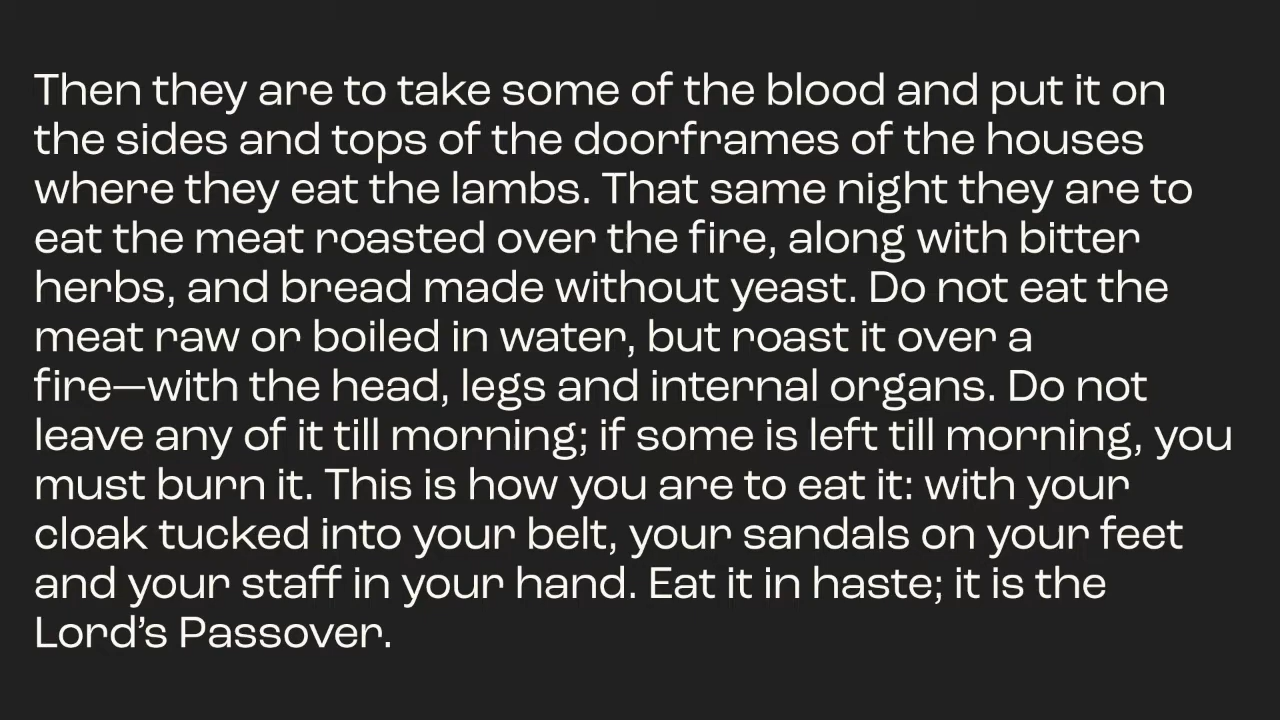 Then they are to take some of the blood and put it on
the sides and tops of the doorframes of the houses
where they eat the lambs. That same night they are to
eat the meat roasted over the fire, along with bitter
herbs, and bread made without yeast. Do not eat the
meat raw or boiled in water, but roast it over a
fire—with the head, legs and internal organs. Do not
leave any of it till morning; if some is left till morning, you
must burn it. This is how you are to eat it: with your
cloak tucked into your belt, your sandals on your feet
and your staff in your hand. Eat it in haste; it is the
Lord’s Passover.